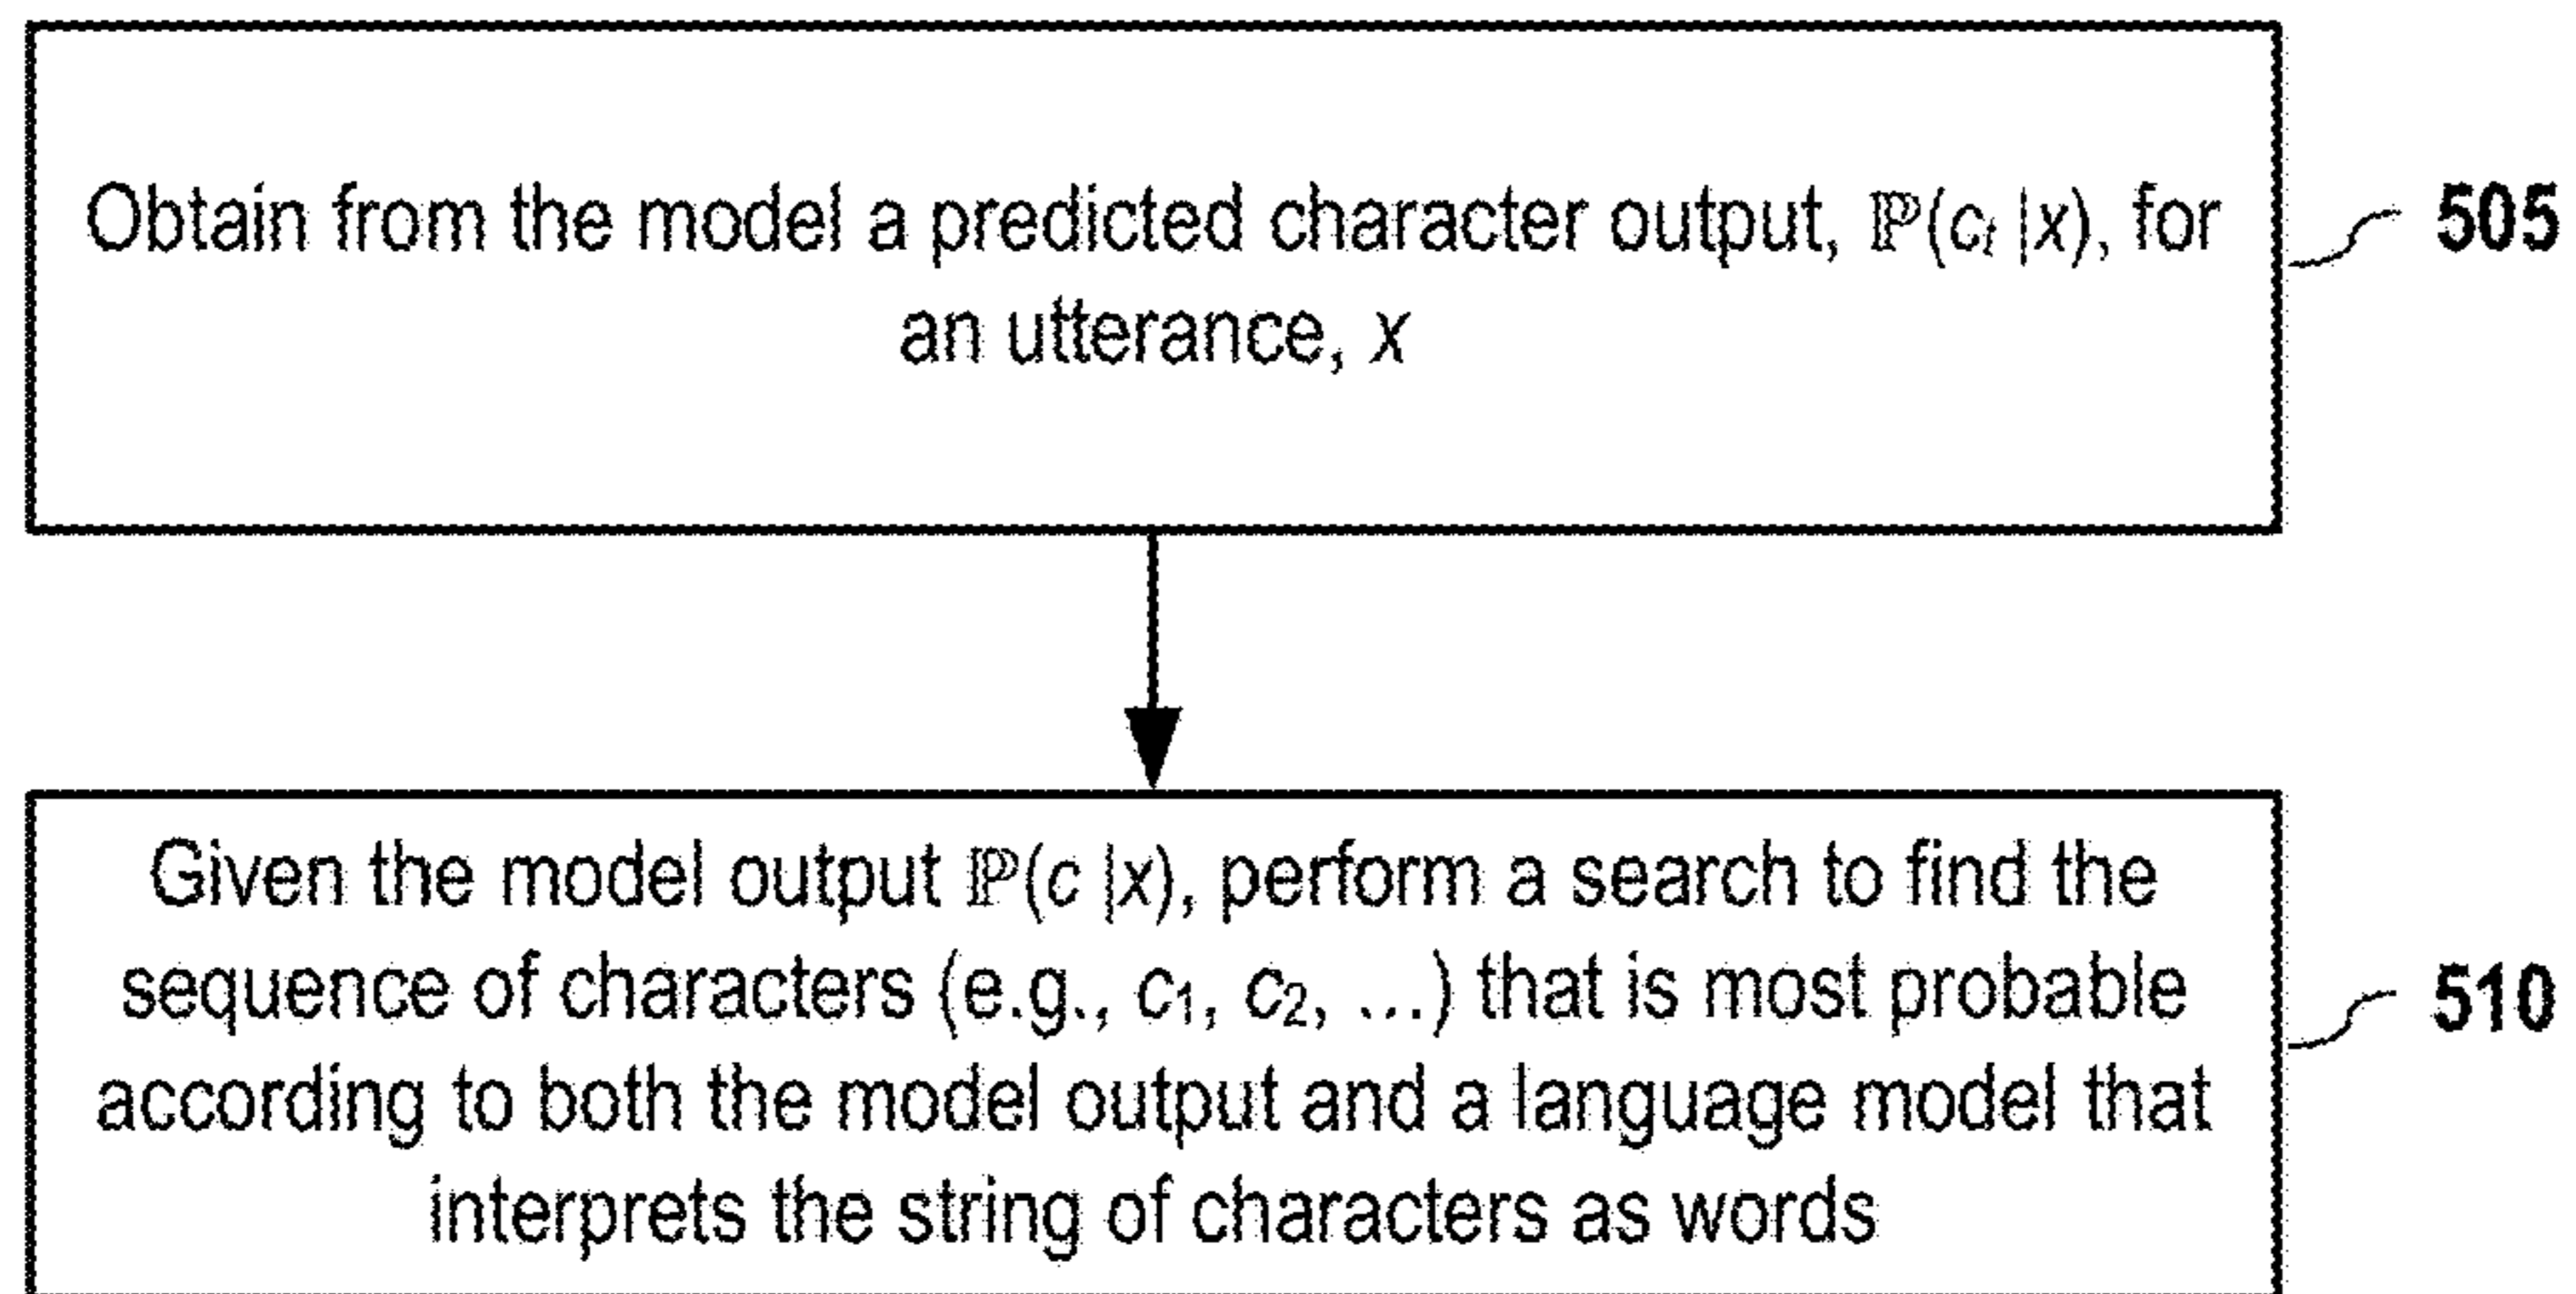 Obtain from the model a predicted character output, ℙ(cₜ |x), for
an utterance, x
505
Given the model output ℙ(c |x), perform a search to find the
sequence of characters (e.g., c₁, c₂, ...) that is most probable
according to both the model output and a language model that
interprets the string of characters as words
510